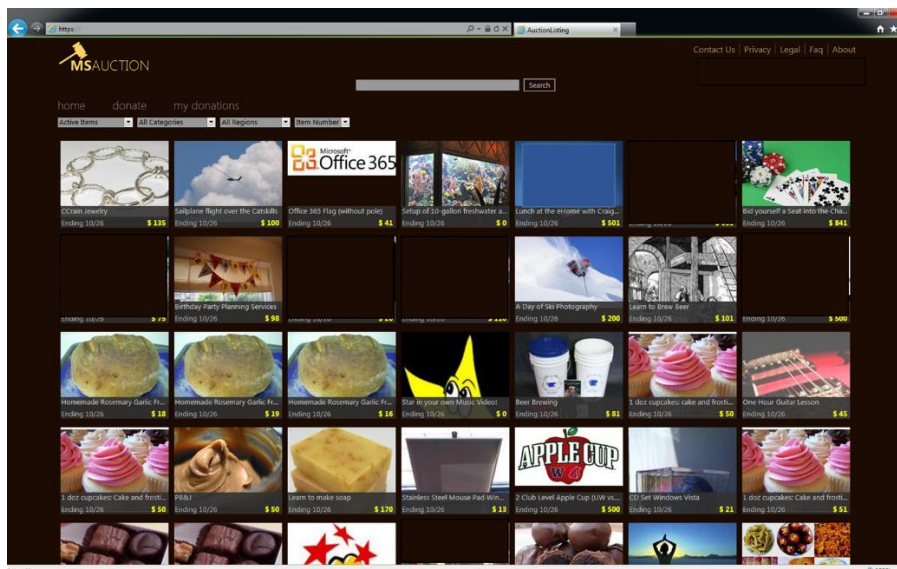 https:
AuctionListing
Contact Us | Privacy | Legal | Faq | About
MSAUCTION
Search
home donate my donations
Active Items All Categories All Regions Item Number
Microsoft
Office 365
CCrain Jewelry
Ending 10/26 $ 135
Sailplane flight over the Catskills
Ending 10/26 $ 100
Office 365 Flag (without pole)
Ending 10/26 $ 41
Setup of 10-gallon freshwater a...
Ending 10/26 $ 0
Lunch at the eHome with Craig...
Ending 10/26 $ 501
Bid yourself a Seat into the Cha...
Ending 10/26 $ 841
Ending 10/26 $ 75
Birthday Party Planning Services
Ending 10/26 $ 98
A Day of Ski Photography
Ending 10/26 $ 200
Learn to Brew Beer
Ending 10/26 $ 101
Ending 10/26 $ 500
Homemade Rosemary Garlic Fr...
Ending 10/26 $ 18
Homemade Rosemary Garlic Fr...
Ending 10/26 $ 19
Homemade Rosemary Garlic Fr...
Ending 10/26 $ 16
Star in your own Music Video!
Ending 10/26 $ 0
Beer Brewing
Ending 10/26 $ 81
1 doz cupcakes: cake and frosti...
Ending 10/26 $ 50
One Hour Guitar Lesson
Ending 10/26 $ 45
1 doz cupcakes: Cake and frosti...
Ending 10/26 $ 50
PB&J
Ending 10/26 $ 50
Learn to make soap
Ending 10/26 $ 170
Stainless Steel Mouse Pad Win...
Ending 10/26 $ 13
APPLE CUP
W
2 Club Level Apple Cup (UW vs....
Ending 10/26 $ 500
CD Set Windows Vista
Ending 10/26 $ 21
1 doz cupcakes: Cake and frosti...
Ending 10/26 $ 51